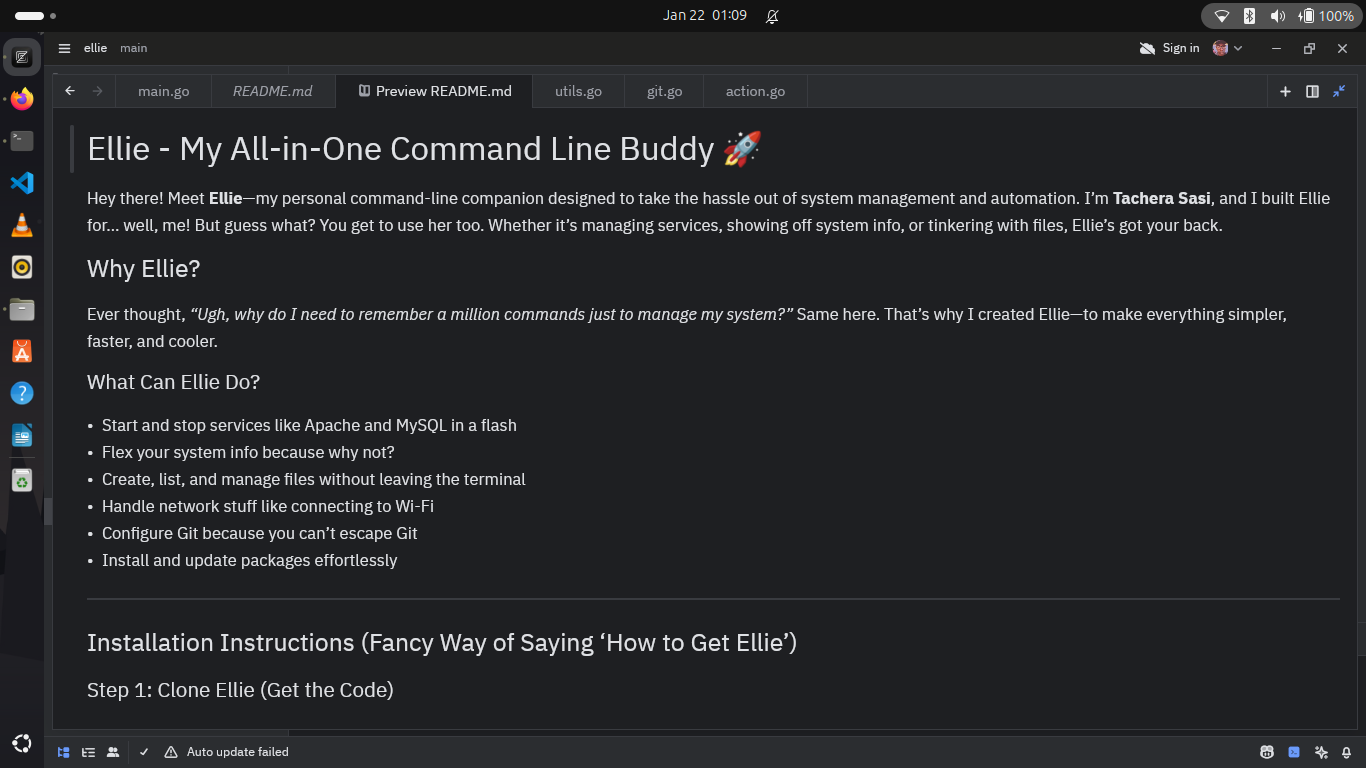 Jan 22 01:09
100%
ellie main
Sign in
main.go
README.md
Preview README.md
utils.go
git.go
action.go
Ellie - My All-in-One Command Line Buddy 🚀
Hey there! Meet Ellie—my personal command-line companion designed to take the hassle out of system management and automation. I’m Tachera Sasi, and I built Ellie
for... well, me! But guess what? You get to use her too. Whether it’s managing services, showing off system info, or tinkering with files, Ellie’s got your back.
Why Ellie?
Ever thought, “Ugh, why do I need to remember a million commands just to manage my system?” Same here. That’s why I created Ellie—to make everything simpler,
faster, and cooler.
What Can Ellie Do?
• Start and stop services like Apache and MySQL in a flash
• Flex your system info because why not?
• Create, list, and manage files without leaving the terminal
• Handle network stuff like connecting to Wi-Fi
• Configure Git because you can’t escape Git
• Install and update packages effortlessly
Installation Instructions (Fancy Way of Saying ‘How to Get Ellie’)
Step 1: Clone Ellie (Get the Code)
Auto update failed